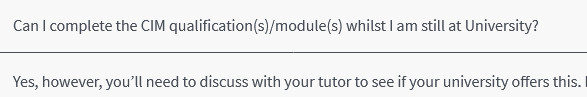 Can I complete the CIM qualification(s)/module(s) whilst I am still at University?
Yes, however, you'll need to discuss with your tutor to see if your university offers this.